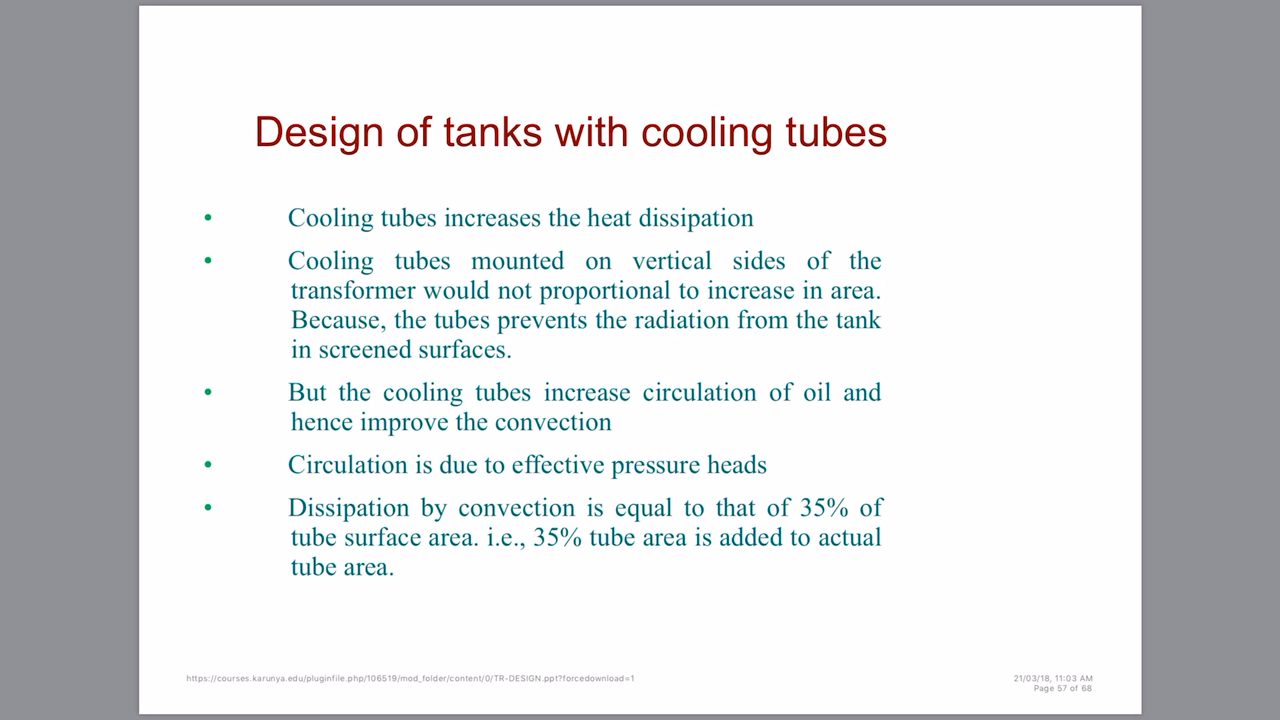 Design of tanks with cooling tubes
• Cooling tubes increases the heat dissipation
• Cooling tubes mounted on vertical sides of the
transformer would not proportional to increase in area.
Because, the tubes prevents the radiation from the tank
in screened surfaces.
• But the cooling tubes increase circulation of oil and
hence improve the convection
• Circulation is due to effective pressure heads
• Dissipation by convection is equal to that of 35% of
tube surface area. i.e., 35% tube area is added to actual
tube area.
https://courses.karunya.edu/pluginfile.php/106519/mod_folder/content/0/TR-DESIGN.ppt?forcedownload=1
21/03/18, 11:03 AM
Page 57 of 68